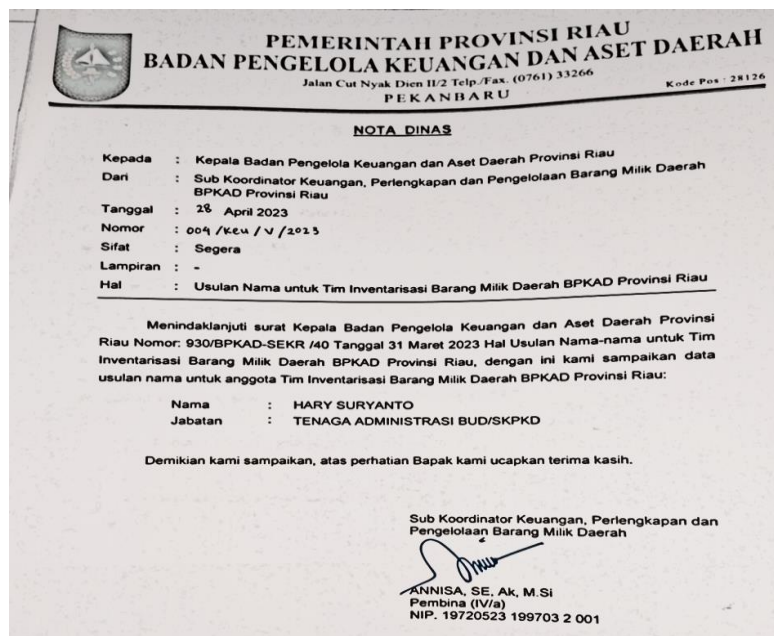 PEMERINTAH PROVINSI RIAU
BADAN PENGELOLA KEUANGAN DAN ASET DAERAH
Jalan Cut Nyak Dien II/2 Telp./Fax. (0761) 33266
PEKANBARU
Kode Pos : 28126
NOTA DINAS
Kepada : Kepala Badan Pengelola Keuangan dan Aset Daerah Provinsi Riau
Dari : Sub Koordinator Keuangan, Perlengkapan dan Pengelolaan Barang Milik Daerah
BPKAD Provinsi Riau
Tanggal : 28 April 2023
Nomor : 004 /Keu / V /2023
Sifat : Segera
Lampiran : -
Hal : Usulan Nama untuk Tim Inventarisasi Barang Milik Daerah BPKAD Provinsi Riau
Menindaklanjuti surat Kepala Badan Pengelola Keuangan dan Aset Daerah Provinsi
Riau Nomor: 930/BPKAD-SEKR /40 Tanggal 31 Maret 2023 Hal Usulan Nama-nama untuk Tim
Inventarisasi Barang Milik Daerah BPKAD Provinsi Riau, dengan ini kami sampaikan data
usulan nama untuk anggota Tim Inventarisasi Barang Milik Daerah BPKAD Provinsi Riau:
Nama : HARY SURYANTO
Jabatan : TENAGA ADMINISTRASI BUD/SKPKD
Demikian kami sampaikan, atas perhatian Bapak kami ucapkan terima kasih.
Sub Koordinator Keuangan, Perlengkapan dan
Pengelolaan Barang Milik Daerah
ANNISA, SE, Ak, M.Si
Pembina (IV/a)
NIP. 19720523 199703 2 001